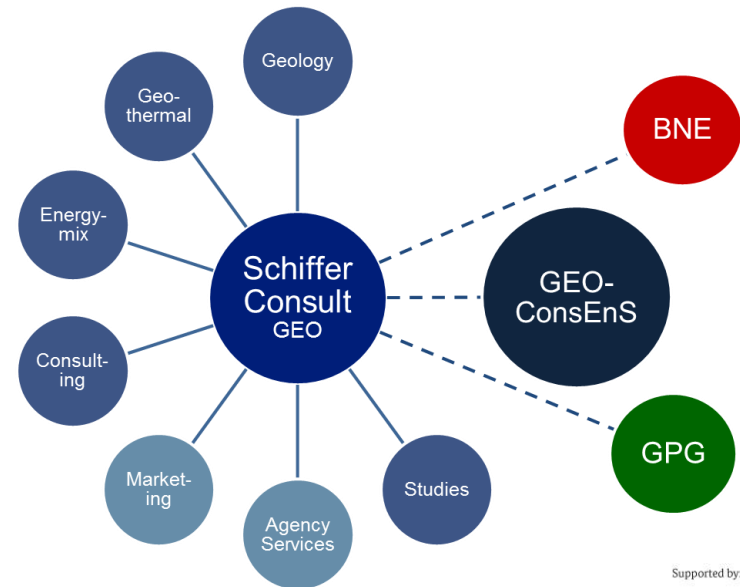 Geology
Geo-
thermal
BNE
Energy-
mix
Schiffer
Consult
GEO
GEO-
ConsEnS
Consult-
ing
GPG
Market-
ing
Studies
Agency
Services
Supported by: